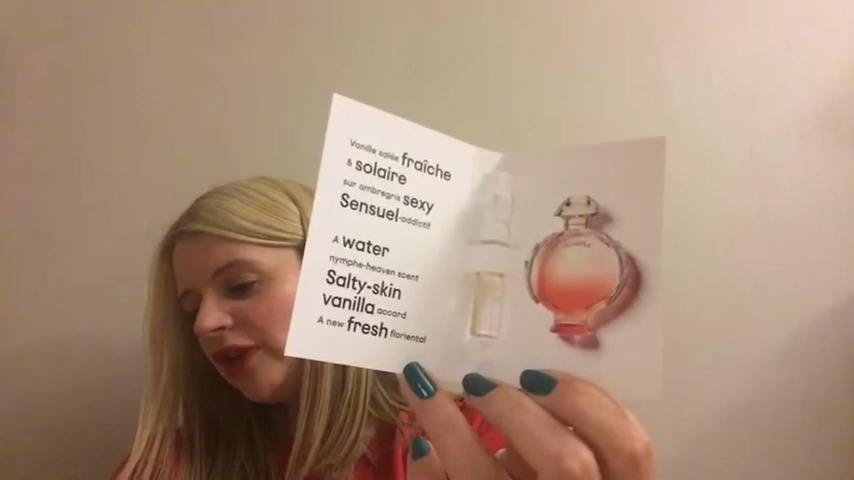 Vanille salée fraîche
& solaire
sur ambregris sexy
Sensuel-addictif
A water
nymphe-heaven scent
Salty-skin
vanilla accord
A new fresh floriental